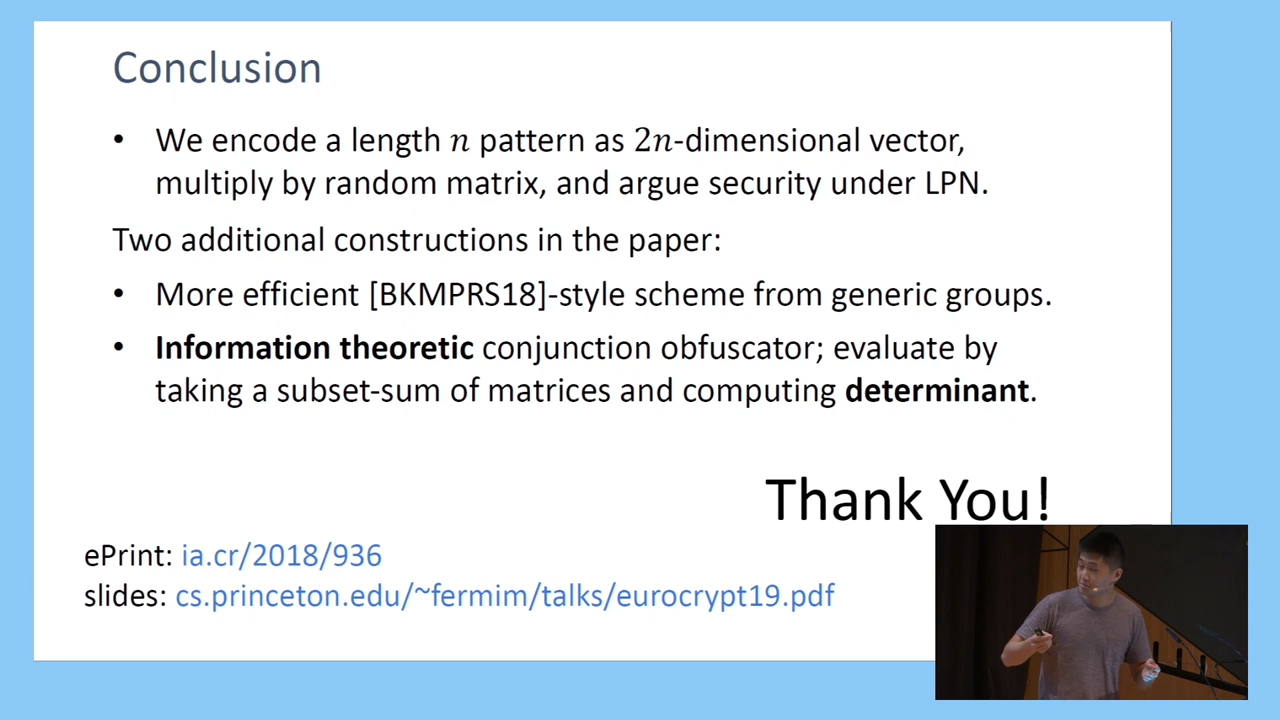 Conclusion
• We encode a length n pattern as 2n-dimensional vector,
multiply by random matrix, and argue security under LPN.
Two additional constructions in the paper:
• More efficient [BKMPRS18]-style scheme from generic groups.
• Information theoretic conjunction obfuscator; evaluate by
taking a subset-sum of matrices and computing determinant.
Thank You!
ePrint: ia.cr/2018/936
slides: cs.princeton.edu/~fermim/talks/eurocrypt19.pdf